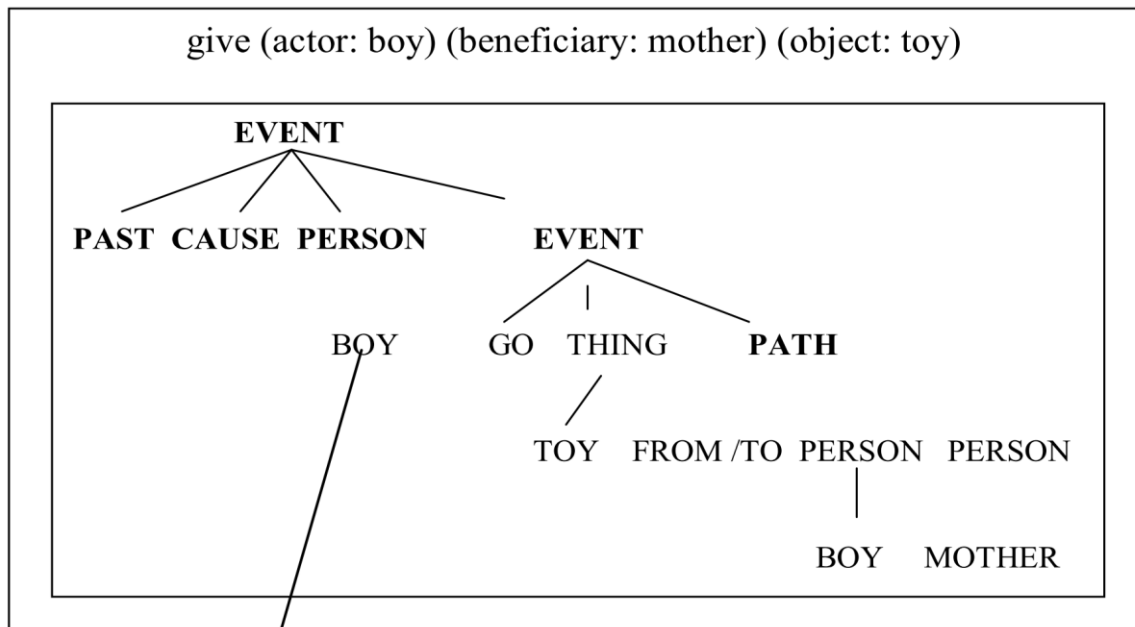 give (actor: boy) (beneficiary: mother) (object: toy)
EVENT
PAST CAUSE PERSON EVENT
BOY GO THING PATH
TOY FROM /TO PERSON PERSON
BOY MOTHER